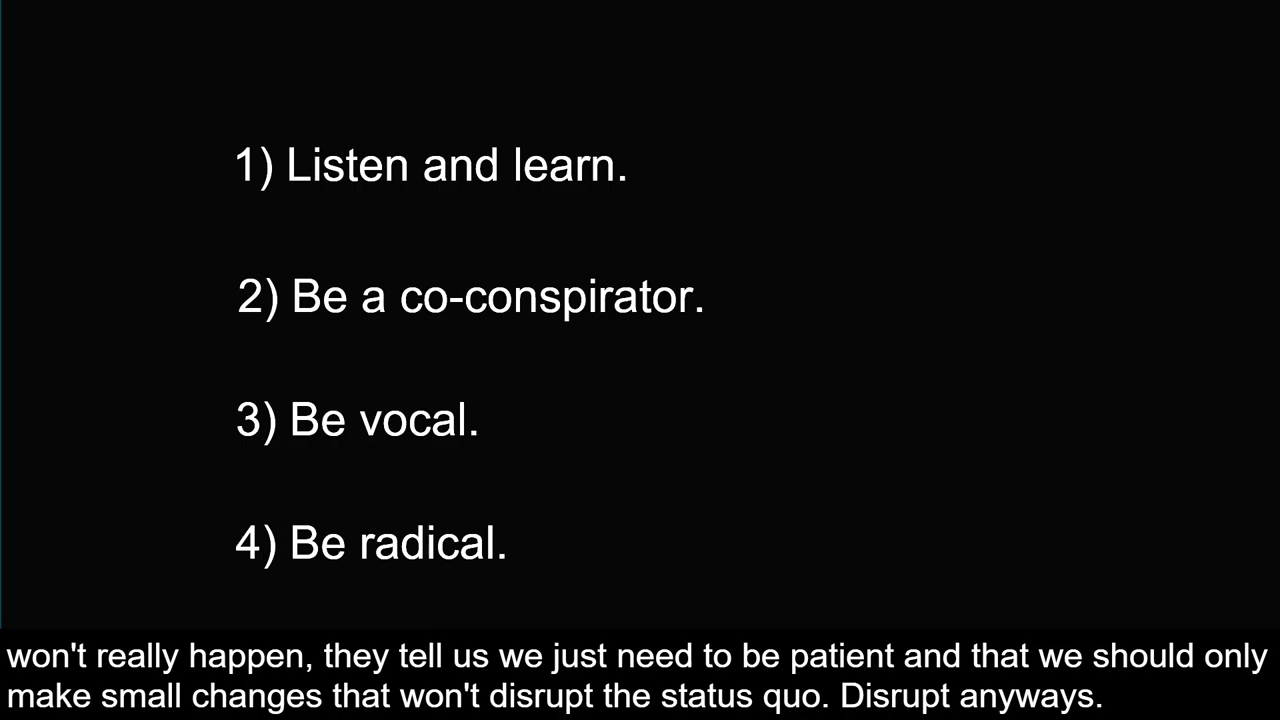 1) Listen and learn.
2) Be a co-conspirator.
3) Be vocal.
4) Be radical.
won't really happen, they tell us we just need to be patient and that we should only
make small changes that won't disrupt the status quo. Disrupt anyways.